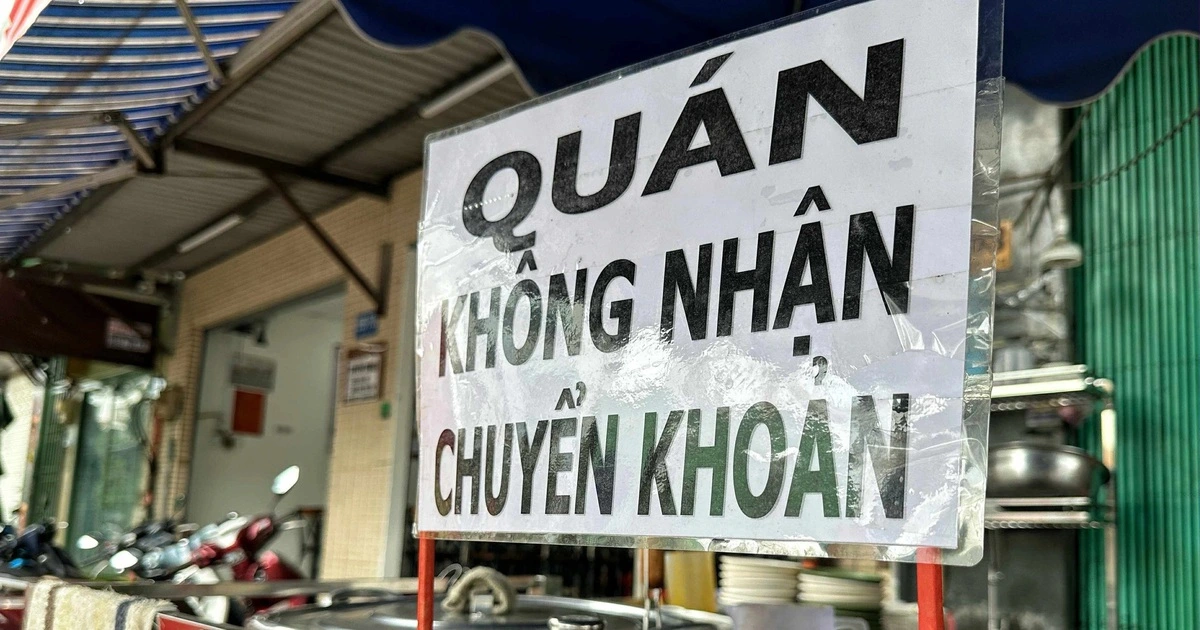 QUÁN
KHÔNG NHẬN
CHUYỂN KHOẢN